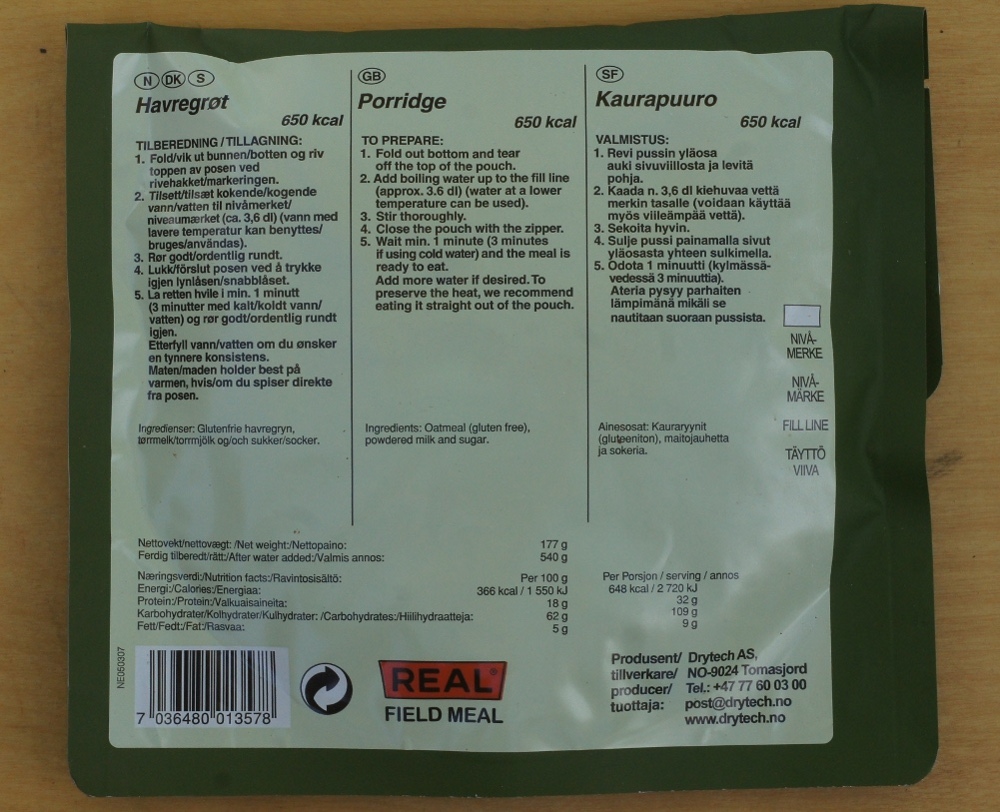 N DK S
Havregrøt
650 kcal
TILBEREDNING / TILLAGNING:
1. Fold/vik ut bunnen/botten og riv
toppen av posen ved
rivehakket/markeringen.
2. Tilsett/tilsæt kokende/kogende
vann/vatten til nivåmerket/
niveaumærket (ca. 3,6 dl) (vann med
lavere temperatur kan benyttes/
bruges/användas).
3. Rør godt/ordentlig rundt.
4. Lukk/förslut posen ved å trykke
igjen lynlåsen/snabblåset.
5. La retten hvile i min. 1 minutt
(3 minutter med kalt/koldt vann/
vatten) og rør godt/ordentlig rundt
igjen.
Etterfyll vann/vatten om du ønsker
en tynnere konsistens.
Maten/maden holder best på
varmen, hvis/om du spiser direkte
fra posen.
Ingredienser: Glutenfrie havregryn,
tørrmelk/torrmjölk og/och sukker/socker.
GB
Porridge
650 kcal
TO PREPARE:
1. Fold out bottom and tear
off the top of the pouch.
2. Add boiling water up to the fill line
(approx. 3.6 dl) (water at a lower
temperature can be used).
3. Stir thoroughly.
4. Close the pouch with the zipper.
5. Wait min. 1 minute (3 minutes
if using cold water) and the meal is
ready to eat.
Add more water if desired. To
preserve the heat, we recommend
eating it straight out of the pouch.
Ingredients: Oatmeal (gluten free),
powdered milk and sugar.
SF
Kaurapuuro
650 kcal
VALMISTUS:
1. Revi pussin yläosa
auki sivuviillosta ja levitä
pohja.
2. Kaada n. 3,6 dl kiehuvaa vettä
merkin tasalle (voidaan käyttää
myös viileämpää vettä).
3. Sekoita hyvin.
4. Sulje pussi painamalla sivut
yläosasta yhteen sulkimella.
5. Odota 1 minuutti (kylmässä-
vedessä 3 minuuttia).
Ateria pysyy parhaiten
lämpimänä mikäli se
nautitaan suoraan pussista.
Ainesosat: Kauraryynit
(gluteeniton), maitojauhetta
ja sokeria.
NIVÅ-
MERKE
NIVÅ-
MÄRKE
FILL LINE
TÄYTTÖ
VIIVA
Nettovekt/nettovægt: /Net weight:/Nettopaino: 177 g
Ferdig tilberedt/rätt:/After water added:/Valmis annos: 540 g
Næringsverdi:/Nutrition facts:/Ravintosisältö: Per 100 g Per Porsjon / serving / annos
Energi:/Calories:/Energiaa: 366 kcal / 1 550 kJ 648 kcal / 2 720 kJ
Protein:/Protein:/Valkuaisaineita: 18 g 32 g
Karbohydrater/Kolhydrater/Kulhydrater: /Carbohydrates:/Hiilihydraatteja: 62 g 109 g
Fett/Fedt:/Fat:/Rasvaa: 5 g 9 g
NE050307
7 036480 013578
REAL®
FIELD MEAL
Produsent/ Drytech AS,
tillverkare/ NO-9024 Tomasjord
producer/ Tel.: +47 77 60 03 00
tuottaja: post@drytech.no
www.drytech.no